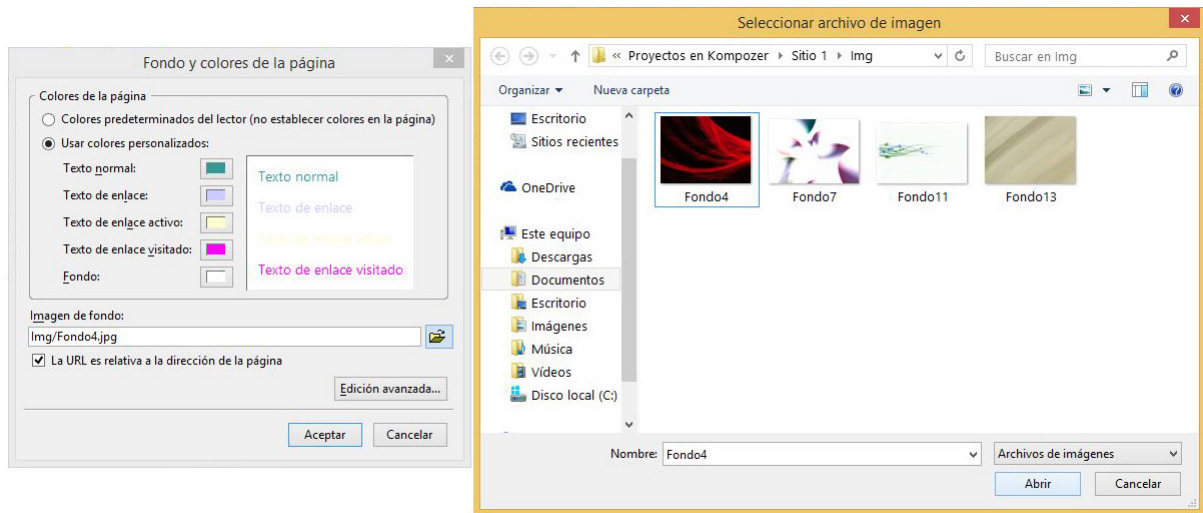 Fondo y colores de la página
Colores de la página
Colores predeterminados del lector (no establecer colores en la página)
Usar colores personalizados:
Texto normal:
Texto de enlace:
Texto de enlace activo:
Texto de enlace visitado:
Fondo:
Texto normal
Texto de enlace
Texto de enlace activo
Texto de enlace visitado
Imagen de fondo:
Img/Fondo4.jpg
La URL es relativa a la dirección de la página
Edición avanzada...
Aceptar
Cancelar
Seleccionar archivo de imagen
« Proyectos en Kompozer Sitio 1 Img
Buscar en Img
Organizar
Nueva carpeta
Escritorio
Sitios recientes
OneDrive
Este equipo
Descargas
Documentos
Escritorio
Imágenes
Música
Vídeos
Disco local (C:)
Fondo4
Fondo7
Fondo11
Fondo13
Nombre: Fondo4
Archivos de imágenes
Abrir
Cancelar